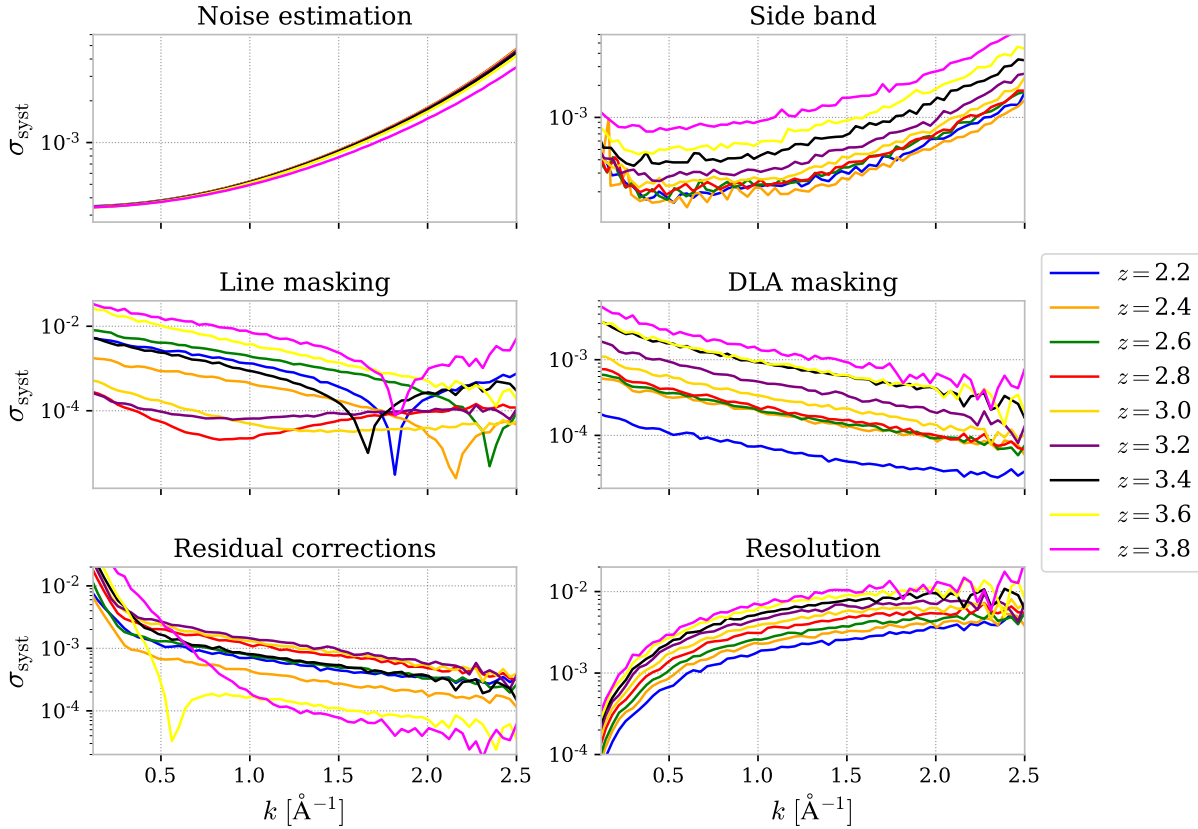 Noise estimation
Side band
σsyst
10⁻³
10⁻³
Line masking
DLA masking
σsyst
10⁻²
10⁻⁴
10⁻³
10⁻⁴
z = 2.2
z = 2.4
z = 2.6
z = 2.8
z = 3.0
z = 3.2
z = 3.4
z = 3.6
z = 3.8
Residual corrections
Resolution
σsyst
10⁻²
10⁻³
10⁻⁴
10⁻²
10⁻³
10⁻⁴
0.5 1.0 1.5 2.0 2.5
0.5 1.0 1.5 2.0 2.5
k [Å⁻¹]
k [Å⁻¹]